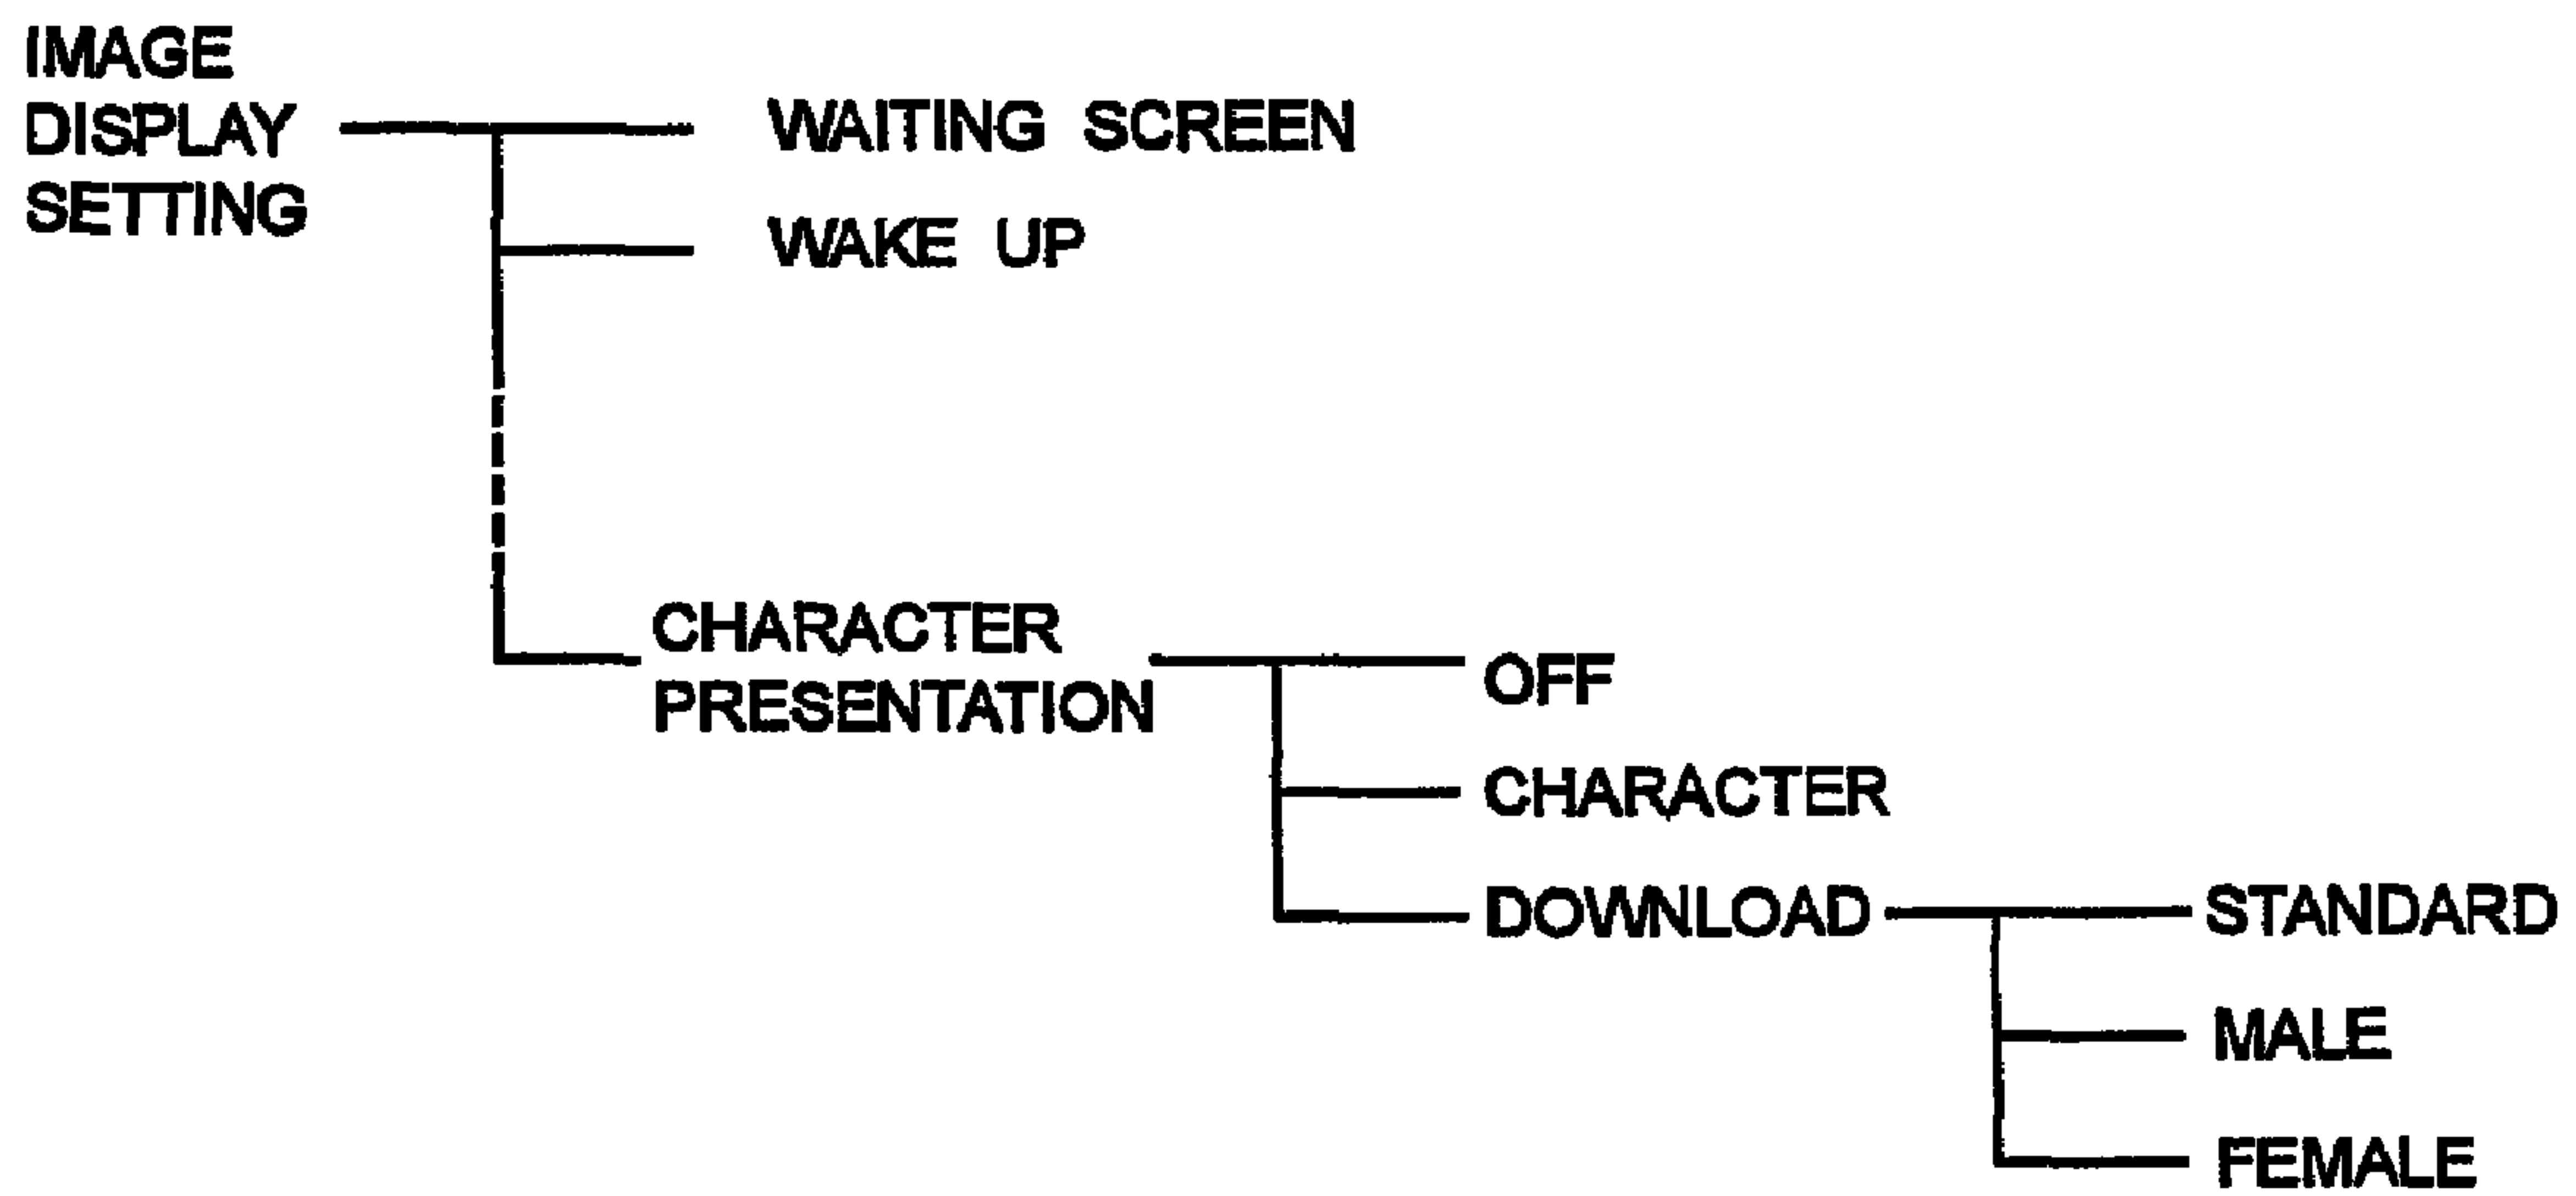 IMAGE
DISPLAY
SETTING
WAITING SCREEN
WAKE UP
CHARACTER
PRESENTATION
OFF
CHARACTER
DOWNLOAD
STANDARD
MALE
FEMALE